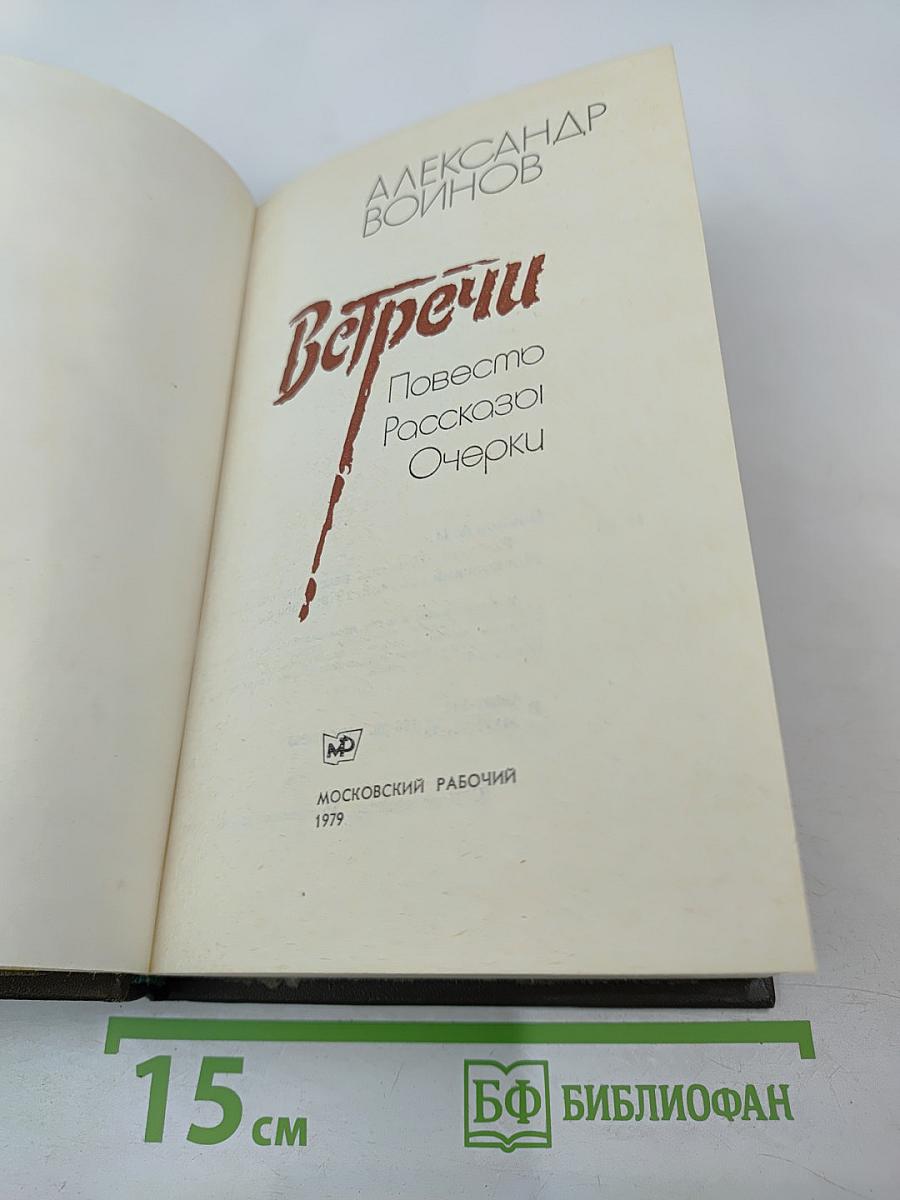 АЛЕКСАНДР
ВОИНОВ
Встречи
Повесть
Рассказы
Очерки
МР
МОСКОВСКИЙ РАБОЧИЙ
1979
15 см
БФ БИБЛИОФАН